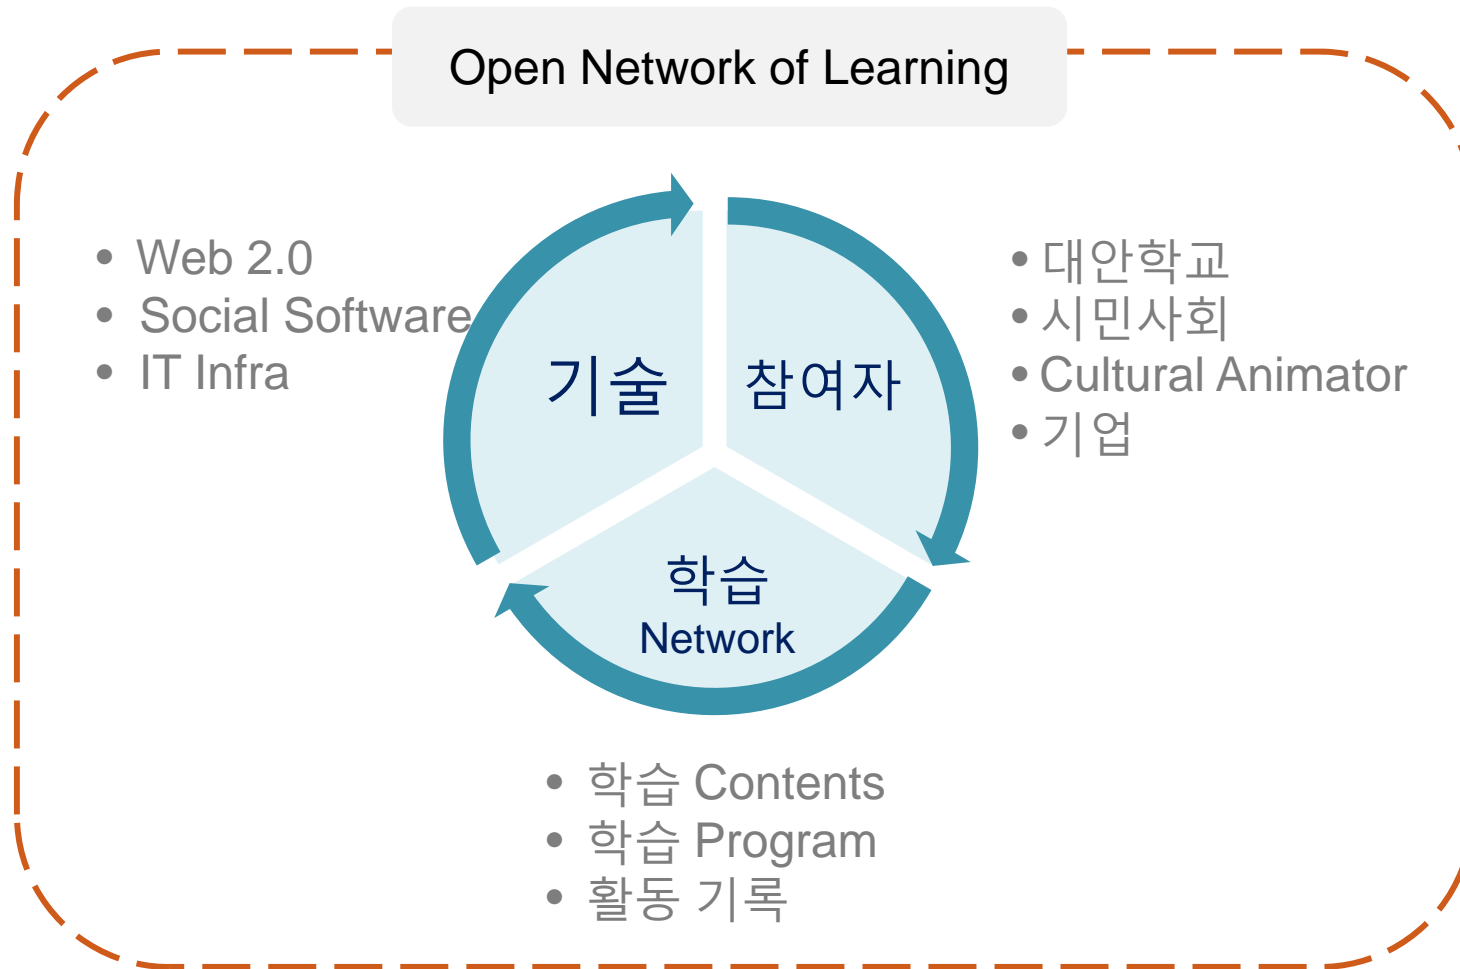 Open Network of Learning
• Web 2.0
• Social Software
• IT Infra
기술
참여자
• 대안학교
• 시민사회
• Cultural Animator
• 기업
학습
Network
• 학습 Contents
• 학습 Program
• 활동 기록